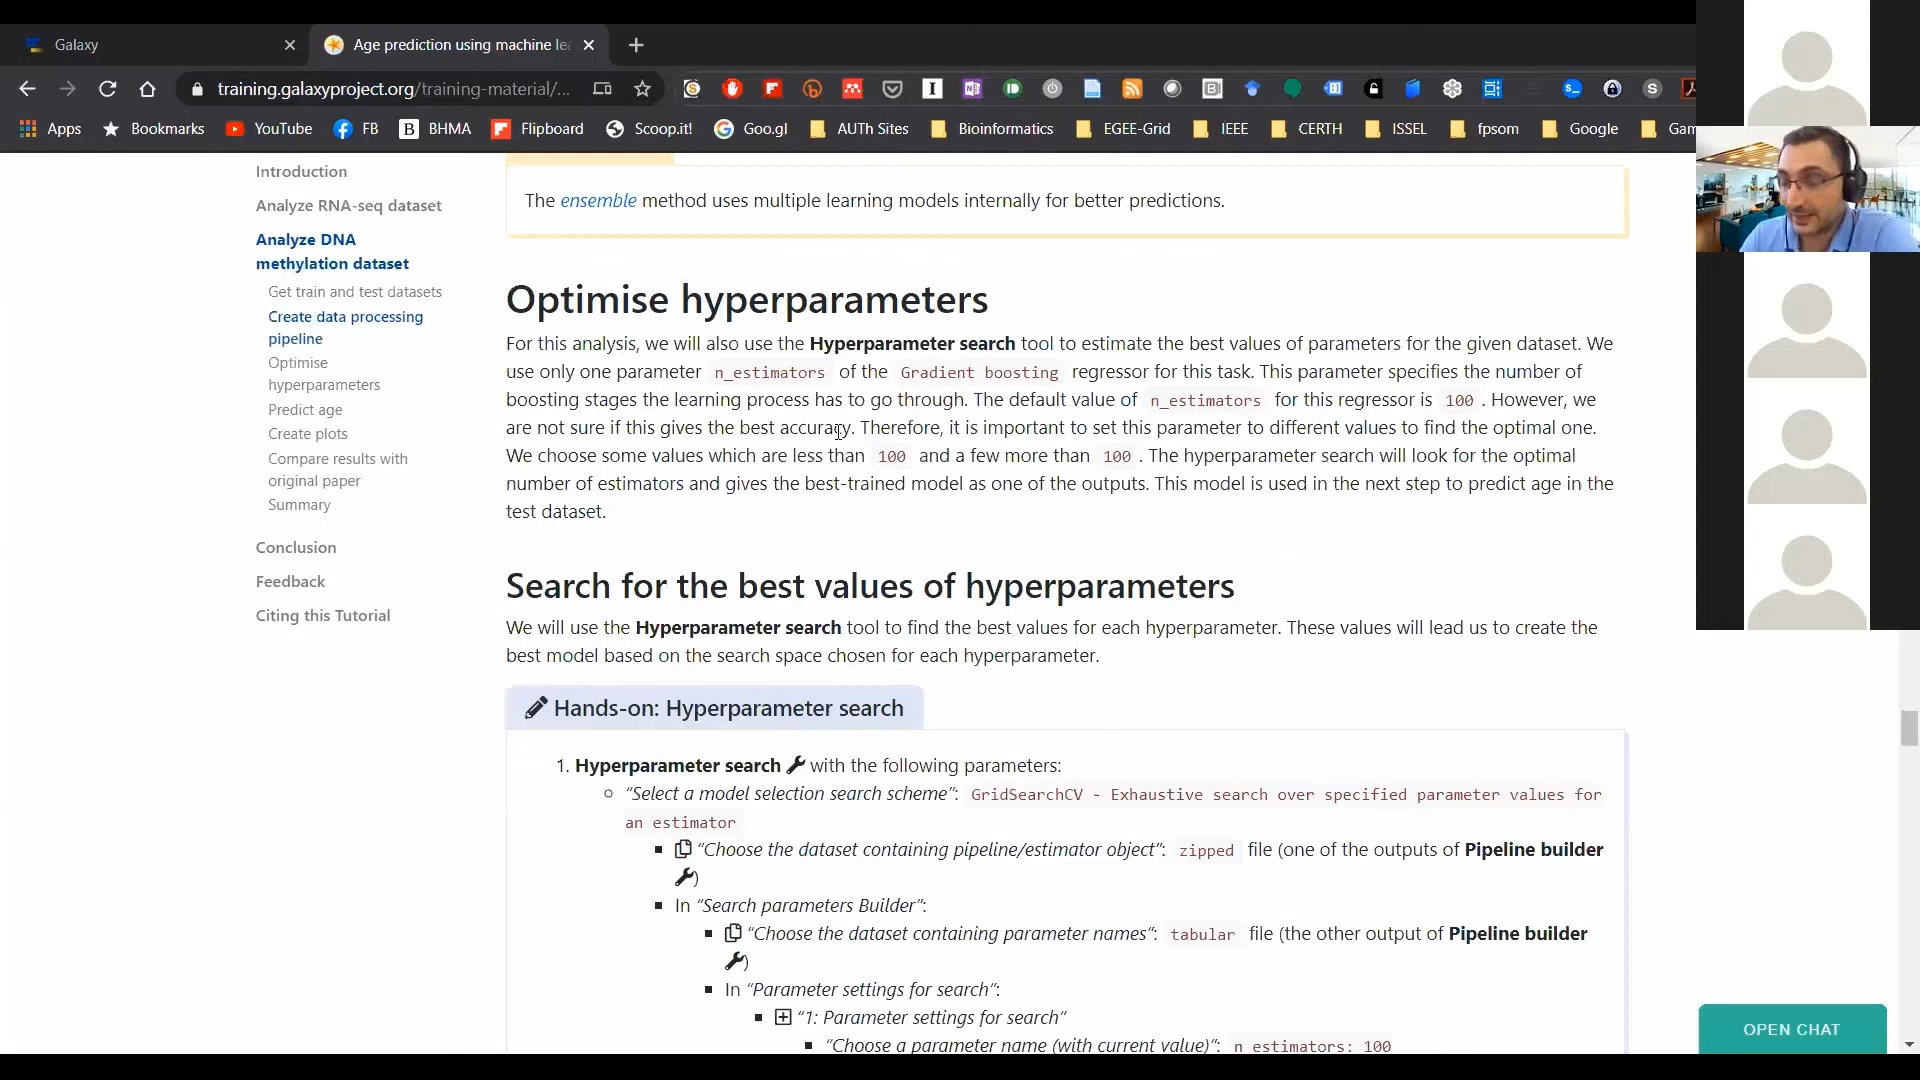 Galaxy
Age prediction using machine le
training.galaxyproject.org/training-material/...
Apps Bookmarks YouTube FB BHMA Flipboard Scoop.it! Goo.gl AUTh Sites Bioinformatics EGEE-Grid IEEE CERTH ISSEL fpsom Google Gam
Introduction
Analyze RNA-seq dataset
Analyze DNA
methylation dataset
Get train and test datasets
Create data processing
pipeline
Optimise
hyperparameters
Predict age
Create plots
Compare results with
original paper
Summary
Conclusion
Feedback
Citing this Tutorial
The ensemble method uses multiple learning models internally for better predictions.
Optimise hyperparameters
For this analysis, we will also use the Hyperparameter search tool to estimate the best values of parameters for the given dataset. We
use only one parameter n_estimators of the Gradient boosting regressor for this task. This parameter specifies the number of
boosting stages the learning process has to go through. The default value of n_estimators for this regressor is 100 . However, we
are not sure if this gives the best accuracy. Therefore, it is important to set this parameter to different values to find the optimal one.
We choose some values which are less than 100 and a few more than 100 . The hyperparameter search will look for the optimal
number of estimators and gives the best-trained model as one of the outputs. This model is used in the next step to predict age in the
test dataset.
Search for the best values of hyperparameters
We will use the Hyperparameter search tool to find the best values for each hyperparameter. These values will lead us to create the
best model based on the search space chosen for each hyperparameter.
Hands-on: Hyperparameter search
1. Hyperparameter search with the following parameters:
“Select a model selection search scheme”: GridSearchCV - Exhaustive search over specified parameter values for
an estimator
“Choose the dataset containing pipeline/estimator object”: zipped file (one of the outputs of Pipeline builder
)
In “Search parameters Builder”:
“Choose the dataset containing parameter names”: tabular file (the other output of Pipeline builder
)
In “Parameter settings for search”:
“1: Parameter settings for search”
“Choose a parameter name (with current value)”: n_estimators: 100
OPEN CHAT